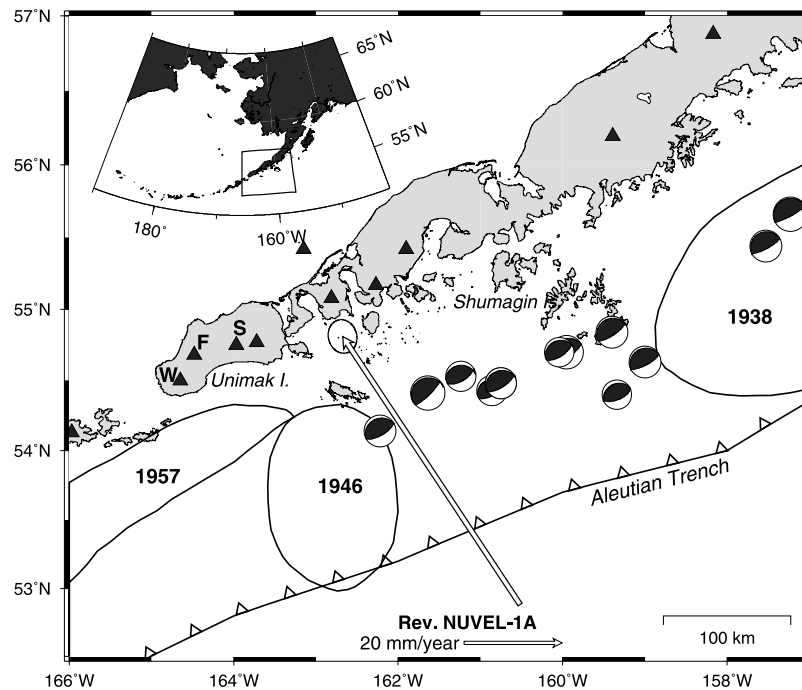 57˚N
65˚N
60˚N
55˚N
180˚
160˚W
56˚N
55˚N
Shumagin I.
1938
S
F
W
Unimak I.
54˚N
1957
1946
Aleutian Trench
53˚N
Rev. NUVEL-1A
20 mm/year
100 km
166˚W
164˚W
162˚W
160˚W
158˚W